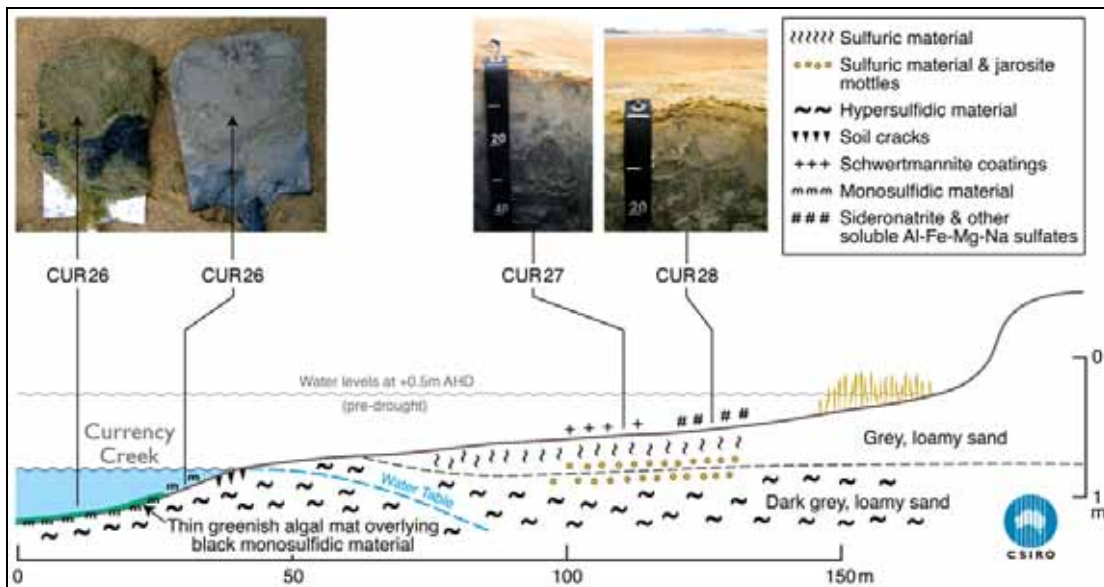 Sulfuric material
Sulfuric material & jarosite
mottles
Hypersulfidic material
Soil cracks
+++ Schwertmannite coatings
mmm Monosulfidic material
### Sideronatrite & other
soluble Al-Fe-Mg-Na sulfates
20
40
20
CUR26
CUR26
CUR27
CUR28
Water levels at +0.5m AHD
(pre-drought)
0
Currency
Creek
+ + + +
## ##
Grey, loamy sand
Water Table
Dark grey, loamy sand
1
m
Thin greenish algal mat overlying
black monosulfidic material
CSIRO
0
50
100
150m